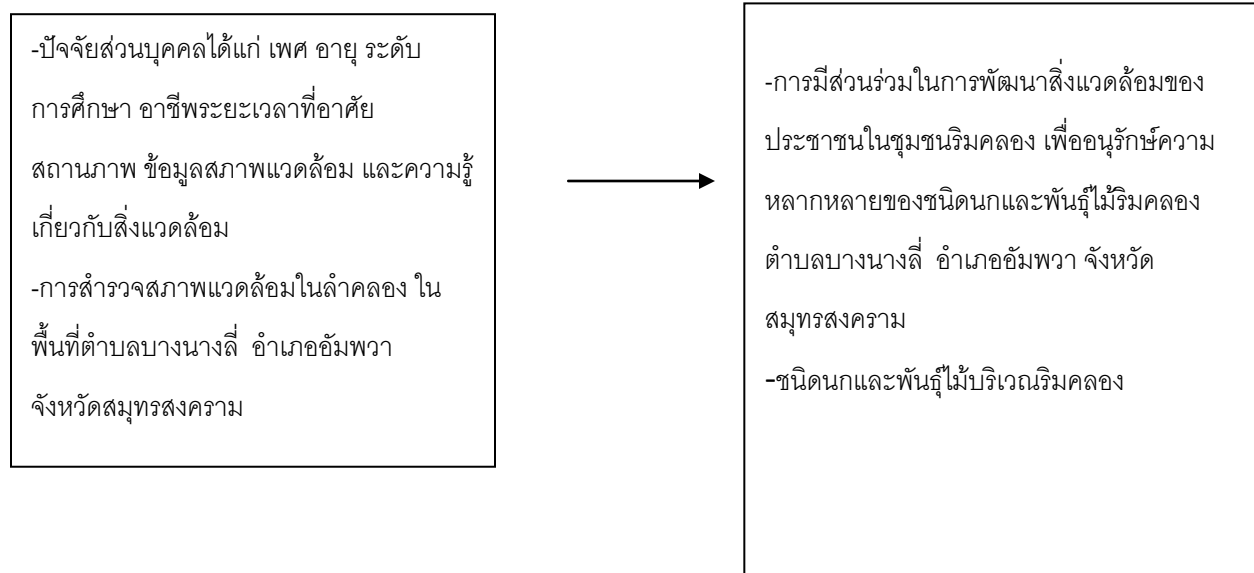 -ปัจจัยส่วนบุคคลได้แก่ เพศ อายุ ระดับ
การศึกษา อาชีพระยะเวลาที่อาศัย
สถานภาพ ข้อมูลสภาพแวดล้อม และความรู้
เกี่ยวกับสิ่งแวดล้อม
-การสำรวจสภาพแวดล้อมในลำคลอง ใน
พื้นที่ตำบลบางนางลี่ อำเภออัมพวา
จังหวัดสมุทรสงคราม
-การมีส่วนร่วมในการพัฒนาสิ่งแวดล้อมของ
ประชาชนในชุมชนริมคลอง เพื่ออนุรักษ์ความ
หลากหลายของชนิดนกและพันธุ์ไม้ริมคลอง
ตำบลบางนางลี่ อำเภออัมพวา จังหวัด
สมุทรสงคราม
-ชนิดนกและพันธุ์ไม้บริเวณริมคลอง